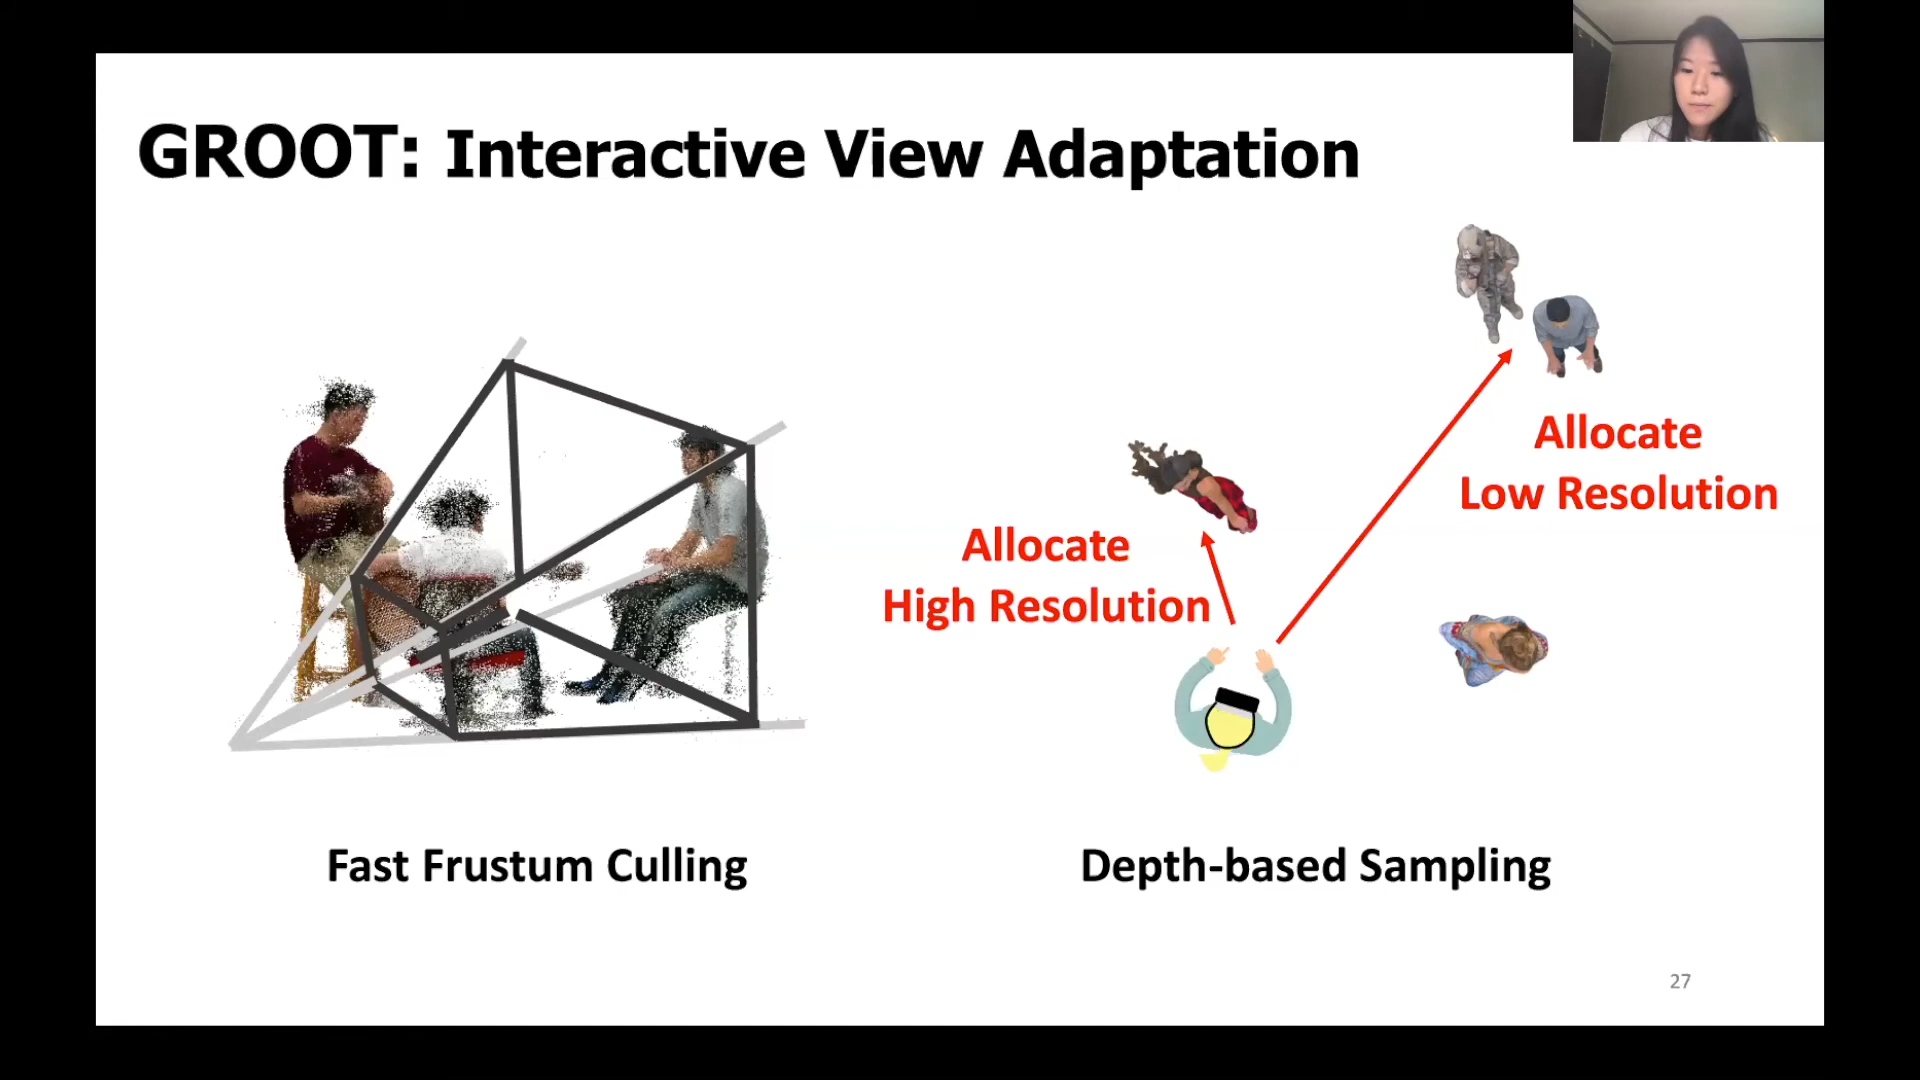 GROOT: Interactive View Adaptation
Allocate
High Resolution
Allocate
Low Resolution
Fast Frustum Culling
Depth-based Sampling
27